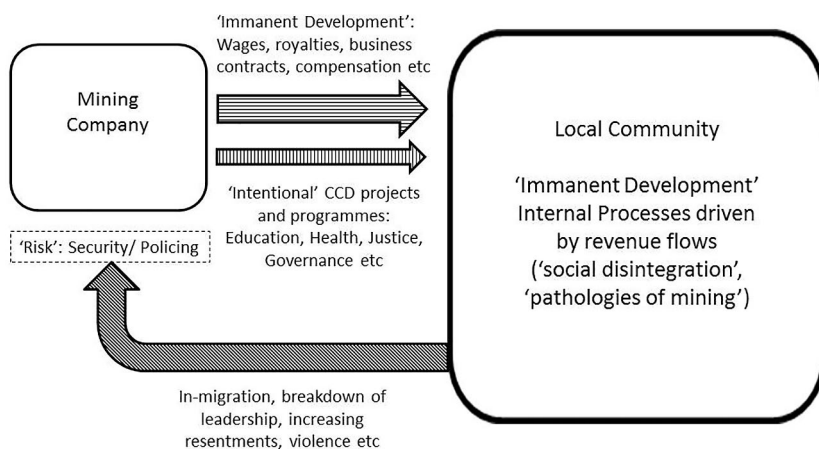 ‘Immanent Development’:
Wages, royalties, business
contracts, compensation etc
Mining
Company
‘Intentional’ CCD projects
and programmes:
Education, Health, Justice,
Governance etc
‘Risk’: Security/ Policing
In-migration, breakdown of
leadership, increasing
resentments, violence etc
Local Community
‘Immanent Development’
Internal Processes driven
by revenue flows
(‘social disintegration’,
‘pathologies of mining’)